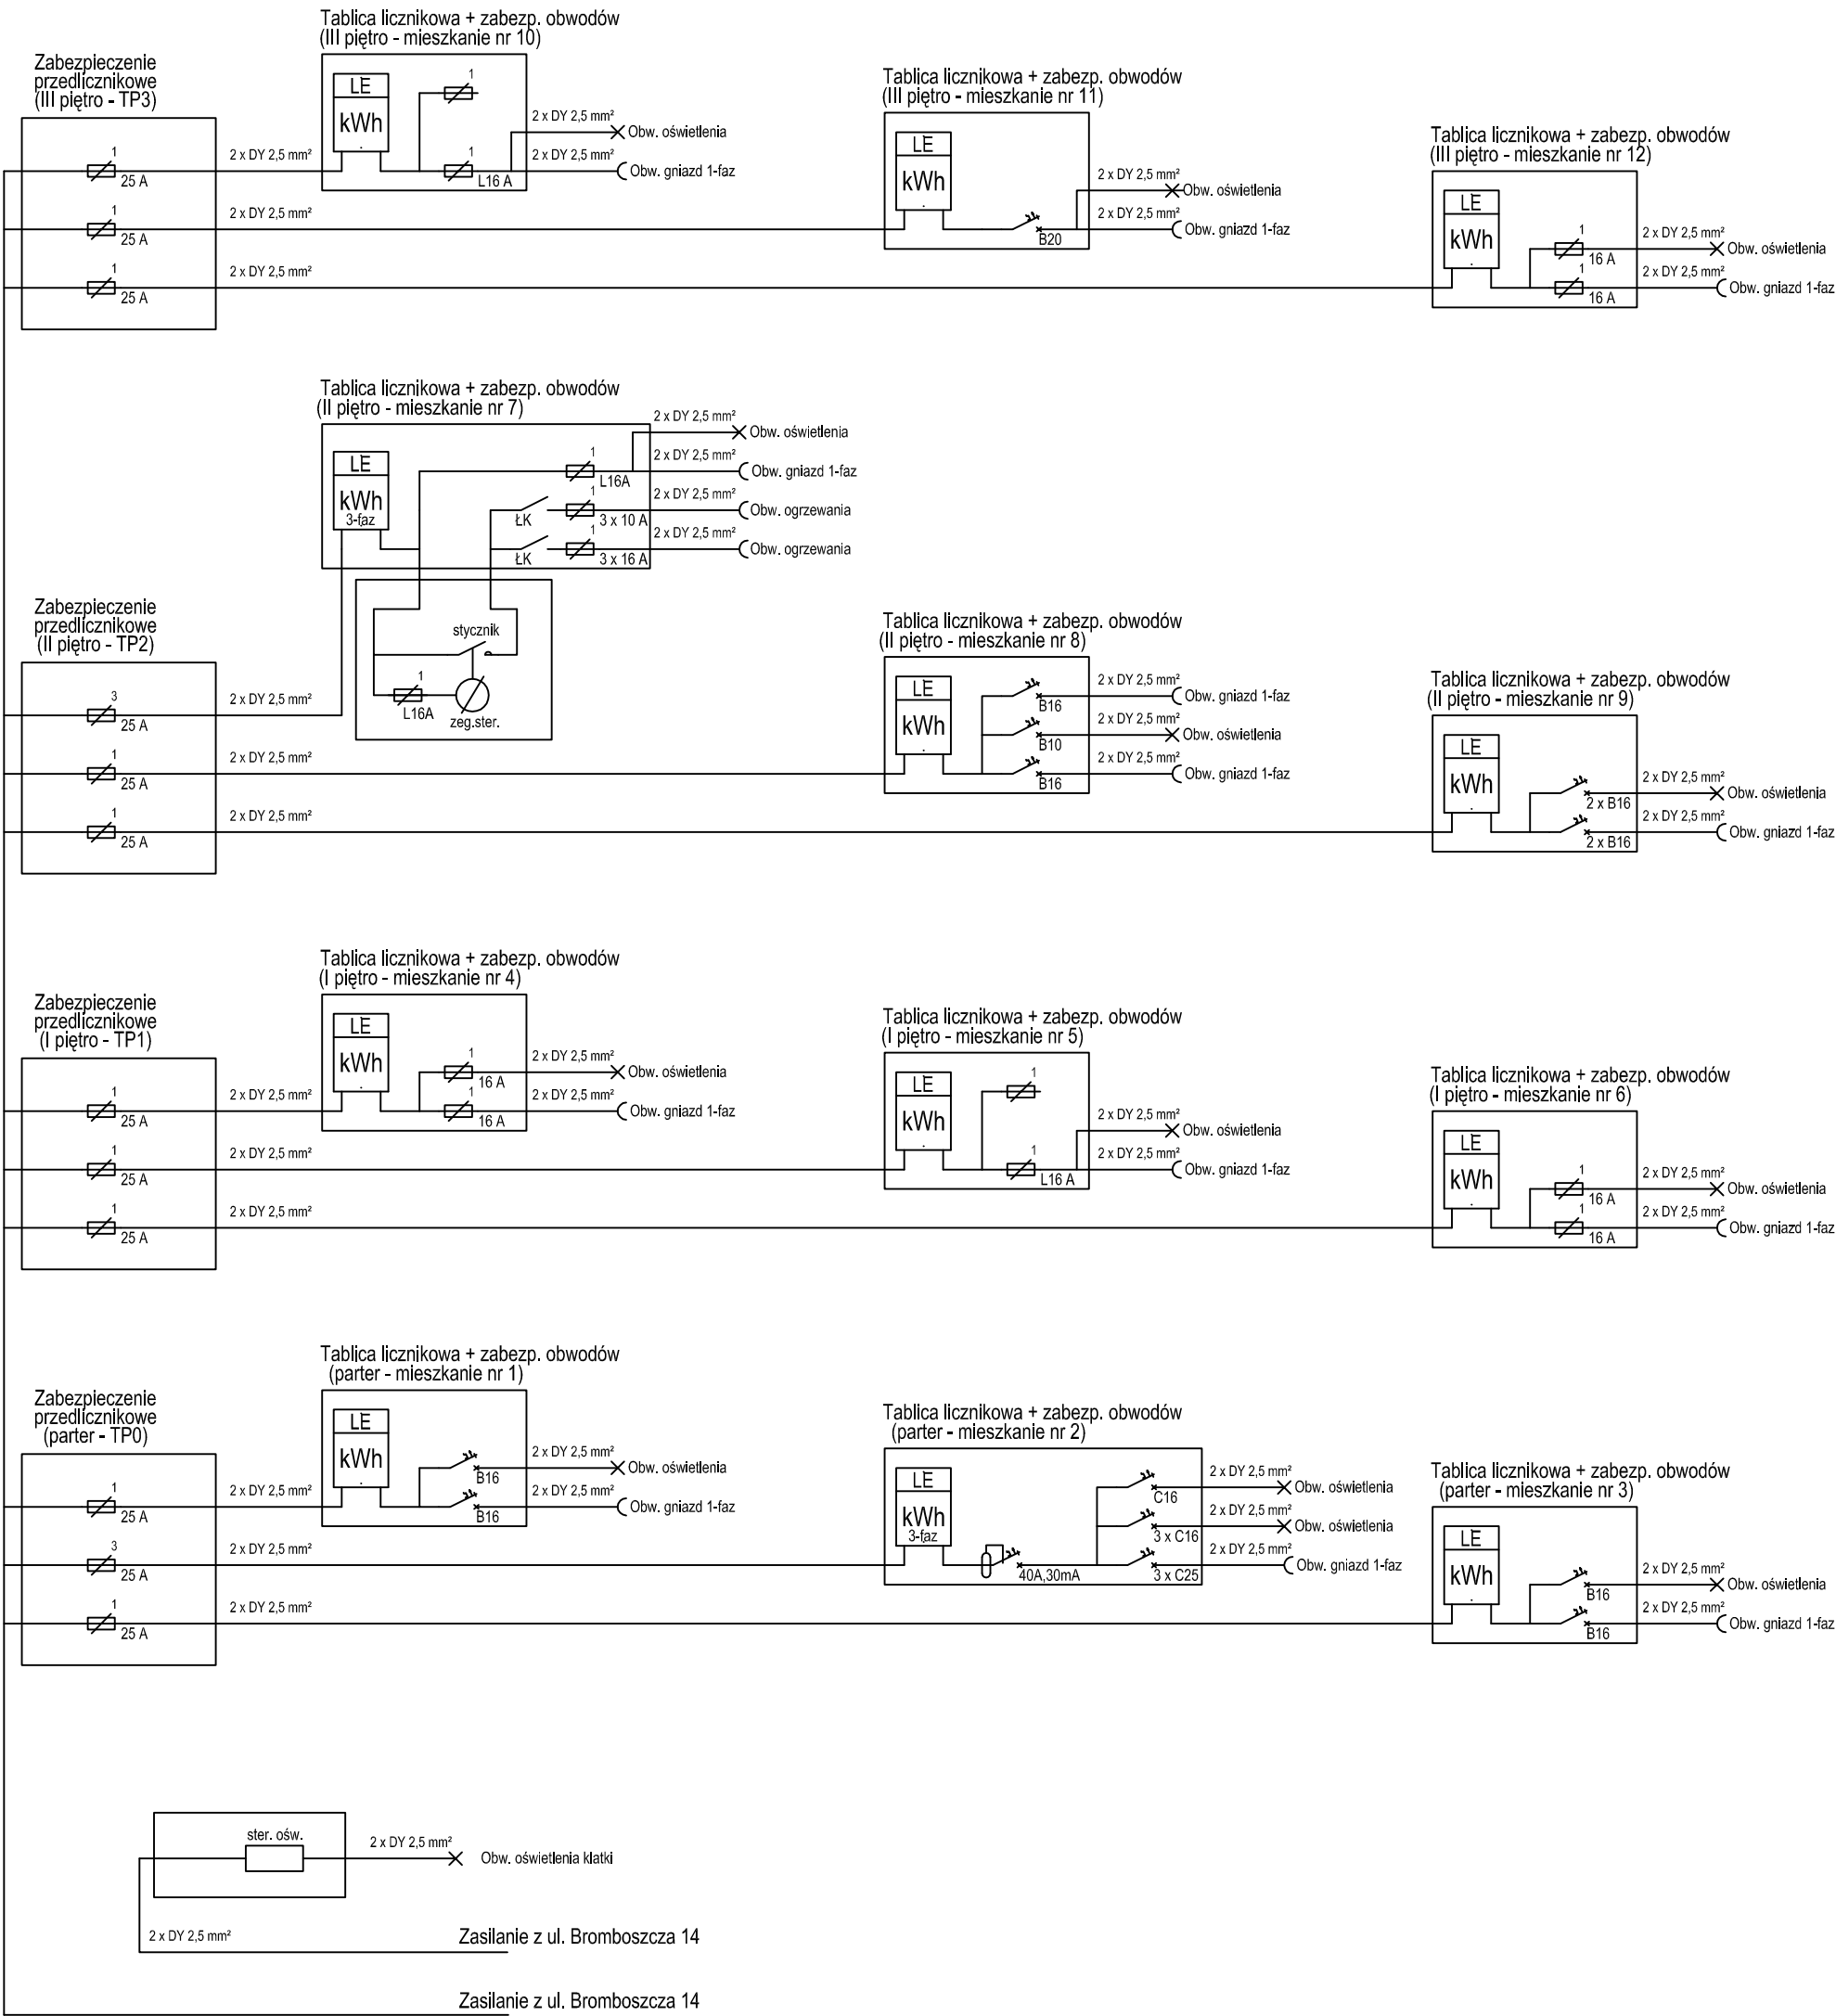 Tablica licznikowa + zabezp. obwodów
(III piętro - mieszkanie nr 10)
Zabezpieczenie
przedlicznikowe
(III piętro - TP3)
1
25 A
2 x DY 2,5 mm²
1
25 A
2 x DY 2,5 mm²
1
25 A
2 x DY 2,5 mm²
LE
kWh
1
1
L16 A
2 x DY 2,5 mm²
Obw. oświetlenia
2 x DY 2,5 mm²
Obw. gniazd 1-faz
Tablica licznikowa + zabezp. obwodów
(III piętro - mieszkanie nr 11)
LE
kWh
B20
2 x DY 2,5 mm²
Obw. oświetlenia
2 x DY 2,5 mm²
Obw. gniazd 1-faz
Tablica licznikowa + zabezp. obwodów
(III piętro - mieszkanie nr 12)
LE
kWh
1
16 A
1
16 A
2 x DY 2,5 mm²
Obw. oświetlenia
2 x DY 2,5 mm²
Obw. gniazd 1-faz
Tablica licznikowa + zabezp. obwodów
(II piętro - mieszkanie nr 7)
LE
kWh
3-faz
1
L16A
2 x DY 2,5 mm²
Obw. oświetlenia
2 x DY 2,5 mm²
Obw. gniazd 1-faz
ŁK
1
3 x 10 A
2 x DY 2,5 mm²
Obw. ogrzewania
ŁK
1
3 x 16 A
2 x DY 2,5 mm²
Obw. ogrzewania
stycznik
1
L16A
zeg.ster.
Zabezpieczenie
przedlicznikowe
(II piętro - TP2)
3
25 A
2 x DY 2,5 mm²
1
25 A
2 x DY 2,5 mm²
1
25 A
2 x DY 2,5 mm²
Tablica licznikowa + zabezp. obwodów
(II piętro - mieszkanie nr 8)
LE
kWh
B16
B10
B16
2 x DY 2,5 mm²
Obw. gniazd 1-faz
2 x DY 2,5 mm²
Obw. oświetlenia
2 x DY 2,5 mm²
Obw. gniazd 1-faz
Tablica licznikowa + zabezp. obwodów
(II piętro - mieszkanie nr 9)
LE
kWh
2 x B16
2 x B16
2 x DY 2,5 mm²
Obw. oświetlenia
2 x DY 2,5 mm²
Obw. gniazd 1-faz
Zabezpieczenie
przedlicznikowe
(I piętro - TP1)
1
25 A
2 x DY 2,5 mm²
1
25 A
2 x DY 2,5 mm²
1
25 A
2 x DY 2,5 mm²
Tablica licznikowa + zabezp. obwodów
(I piętro - mieszkanie nr 4)
LE
kWh
1
16 A
1
16 A
2 x DY 2,5 mm²
Obw. oświetlenia
2 x DY 2,5 mm²
Obw. gniazd 1-faz
Tablica licznikowa + zabezp. obwodów
(I piętro - mieszkanie nr 5)
LE
kWh
1
1
L16 A
2 x DY 2,5 mm²
Obw. oświetlenia
2 x DY 2,5 mm²
Obw. gniazd 1-faz
Tablica licznikowa + zabezp. obwodów
(I piętro - mieszkanie nr 6)
LE
kWh
1
16 A
1
16 A
2 x DY 2,5 mm²
Obw. oświetlenia
2 x DY 2,5 mm²
Obw. gniazd 1-faz
Zabezpieczenie
przedlicznikowe
(parter - TP0)
1
25 A
2 x DY 2,5 mm²
3
25 A
2 x DY 2,5 mm²
1
25 A
2 x DY 2,5 mm²
Tablica licznikowa + zabezp. obwodów
(parter - mieszkanie nr 1)
LE
kWh
B16
B16
2 x DY 2,5 mm²
Obw. oświetlenia
2 x DY 2,5 mm²
Obw. gniazd 1-faz
Tablica licznikowa + zabezp. obwodów
(parter - mieszkanie nr 2)
LE
kWh
3-faz
40A,30mA
C16
3 x C16
3 x C25
2 x DY 2,5 mm²
Obw. oświetlenia
2 x DY 2,5 mm²
Obw. oświetlenia
2 x DY 2,5 mm²
Obw. gniazd 1-faz
Tablica licznikowa + zabezp. obwodów
(parter - mieszkanie nr 3)
LE
kWh
B16
B16
2 x DY 2,5 mm²
Obw. oświetlenia
2 x DY 2,5 mm²
Obw. gniazd 1-faz
ster. ośw.
2 x DY 2,5 mm²
Obw. oświetlenia klatki
2 x DY 2,5 mm²
Zasilanie z ul. Bromboszcza 14
Zasilanie z ul. Bromboszcza 14